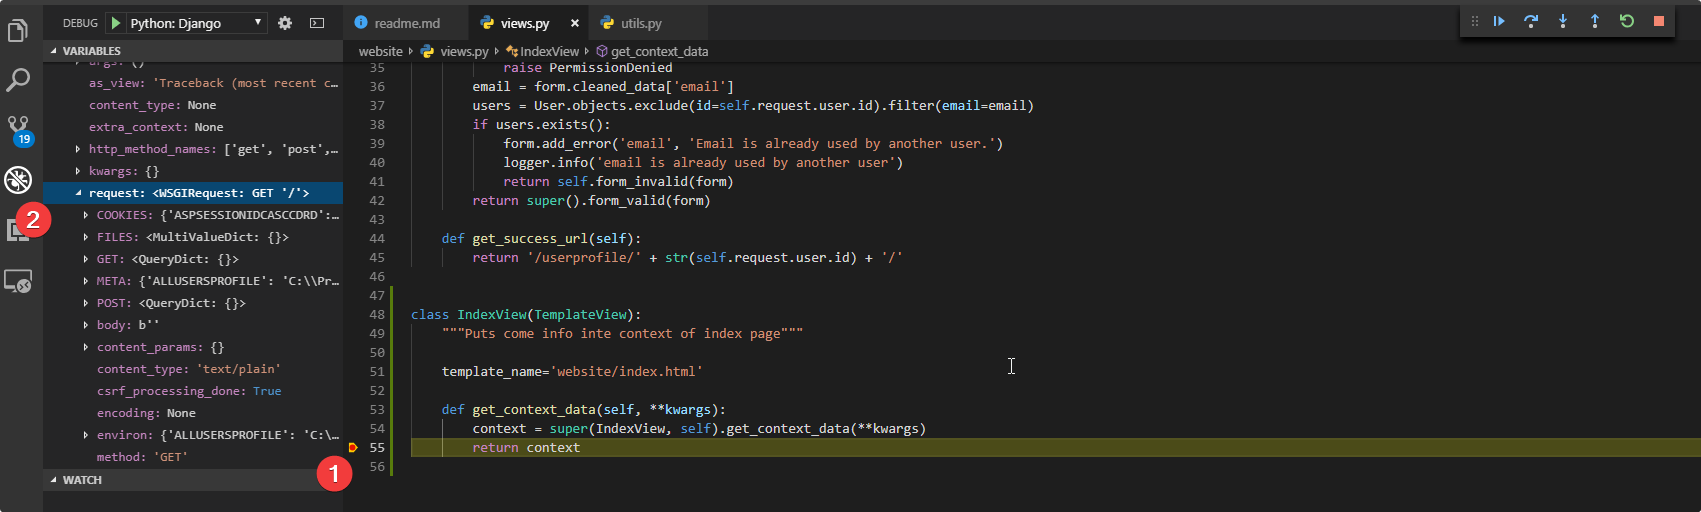 DEBUG Python: Django
readme.md views.py × utils.py
VARIABLES
website views.py IndexView get_context_data
args: ()
as_view: 'Traceback (most recent c…
content_type: None
extra_context: None
http_method_names: ['get', 'post',…
kwargs: {}
request: <WSGIRequest: GET '/'>
COOKIES: {'ASPSESSIONIDCASCCDRD':…
FILES: <MultiValueDict: {}>
GET: <QueryDict: {}>
META: {'ALLUSERSPROFILE': 'C:\\Pr…
POST: <QueryDict: {}>
body: b''
content_params: {}
content_type: 'text/plain'
csrf_processing_done: True
encoding: None
environ: {'ALLUSERSPROFILE': 'C:\…
method: 'GET'
WATCH
19
2
1
35 raise PermissionDenied
36 email = form.cleaned_data['email']
37 users = User.objects.exclude(id=self.request.user.id).filter(email=email)
38 if users.exists():
39 form.add_error('email', 'Email is already used by another user.')
40 logger.info('email is already used by another user')
41 return self.form_invalid(form)
42 return super().form_valid(form)
43
44 def get_success_url(self):
45 return '/userprofile/' + str(self.request.user.id) + '/'
46
47
48 class IndexView(TemplateView):
49 """Puts come info inte context of index page"""
50
51 template_name='website/index.html'
52
53 def get_context_data(self, **kwargs):
54 context = super(IndexView, self).get_context_data(**kwargs)
55 return context
56